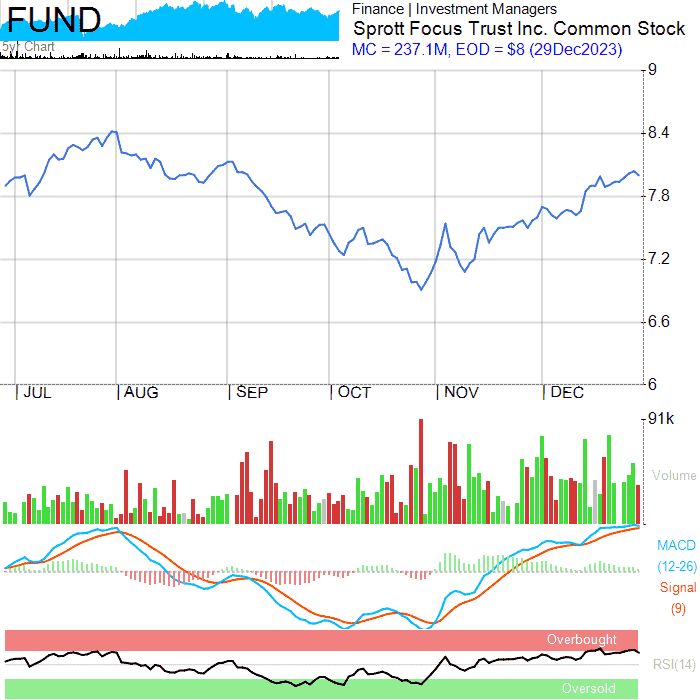 FUND
5yr Chart
Finance | Investment Managers
Sprott Focus Trust Inc. Common Stock
MC = 237.1M, EOD = $8 (29Dec2023)
9
8.4
7.8
7.2
6.6
6
JUL AUG SEP OCT NOV DEC
91k
Volume
MACD
(12-26)
Signal
(9)
Overbought
RSI(14)
Oversold